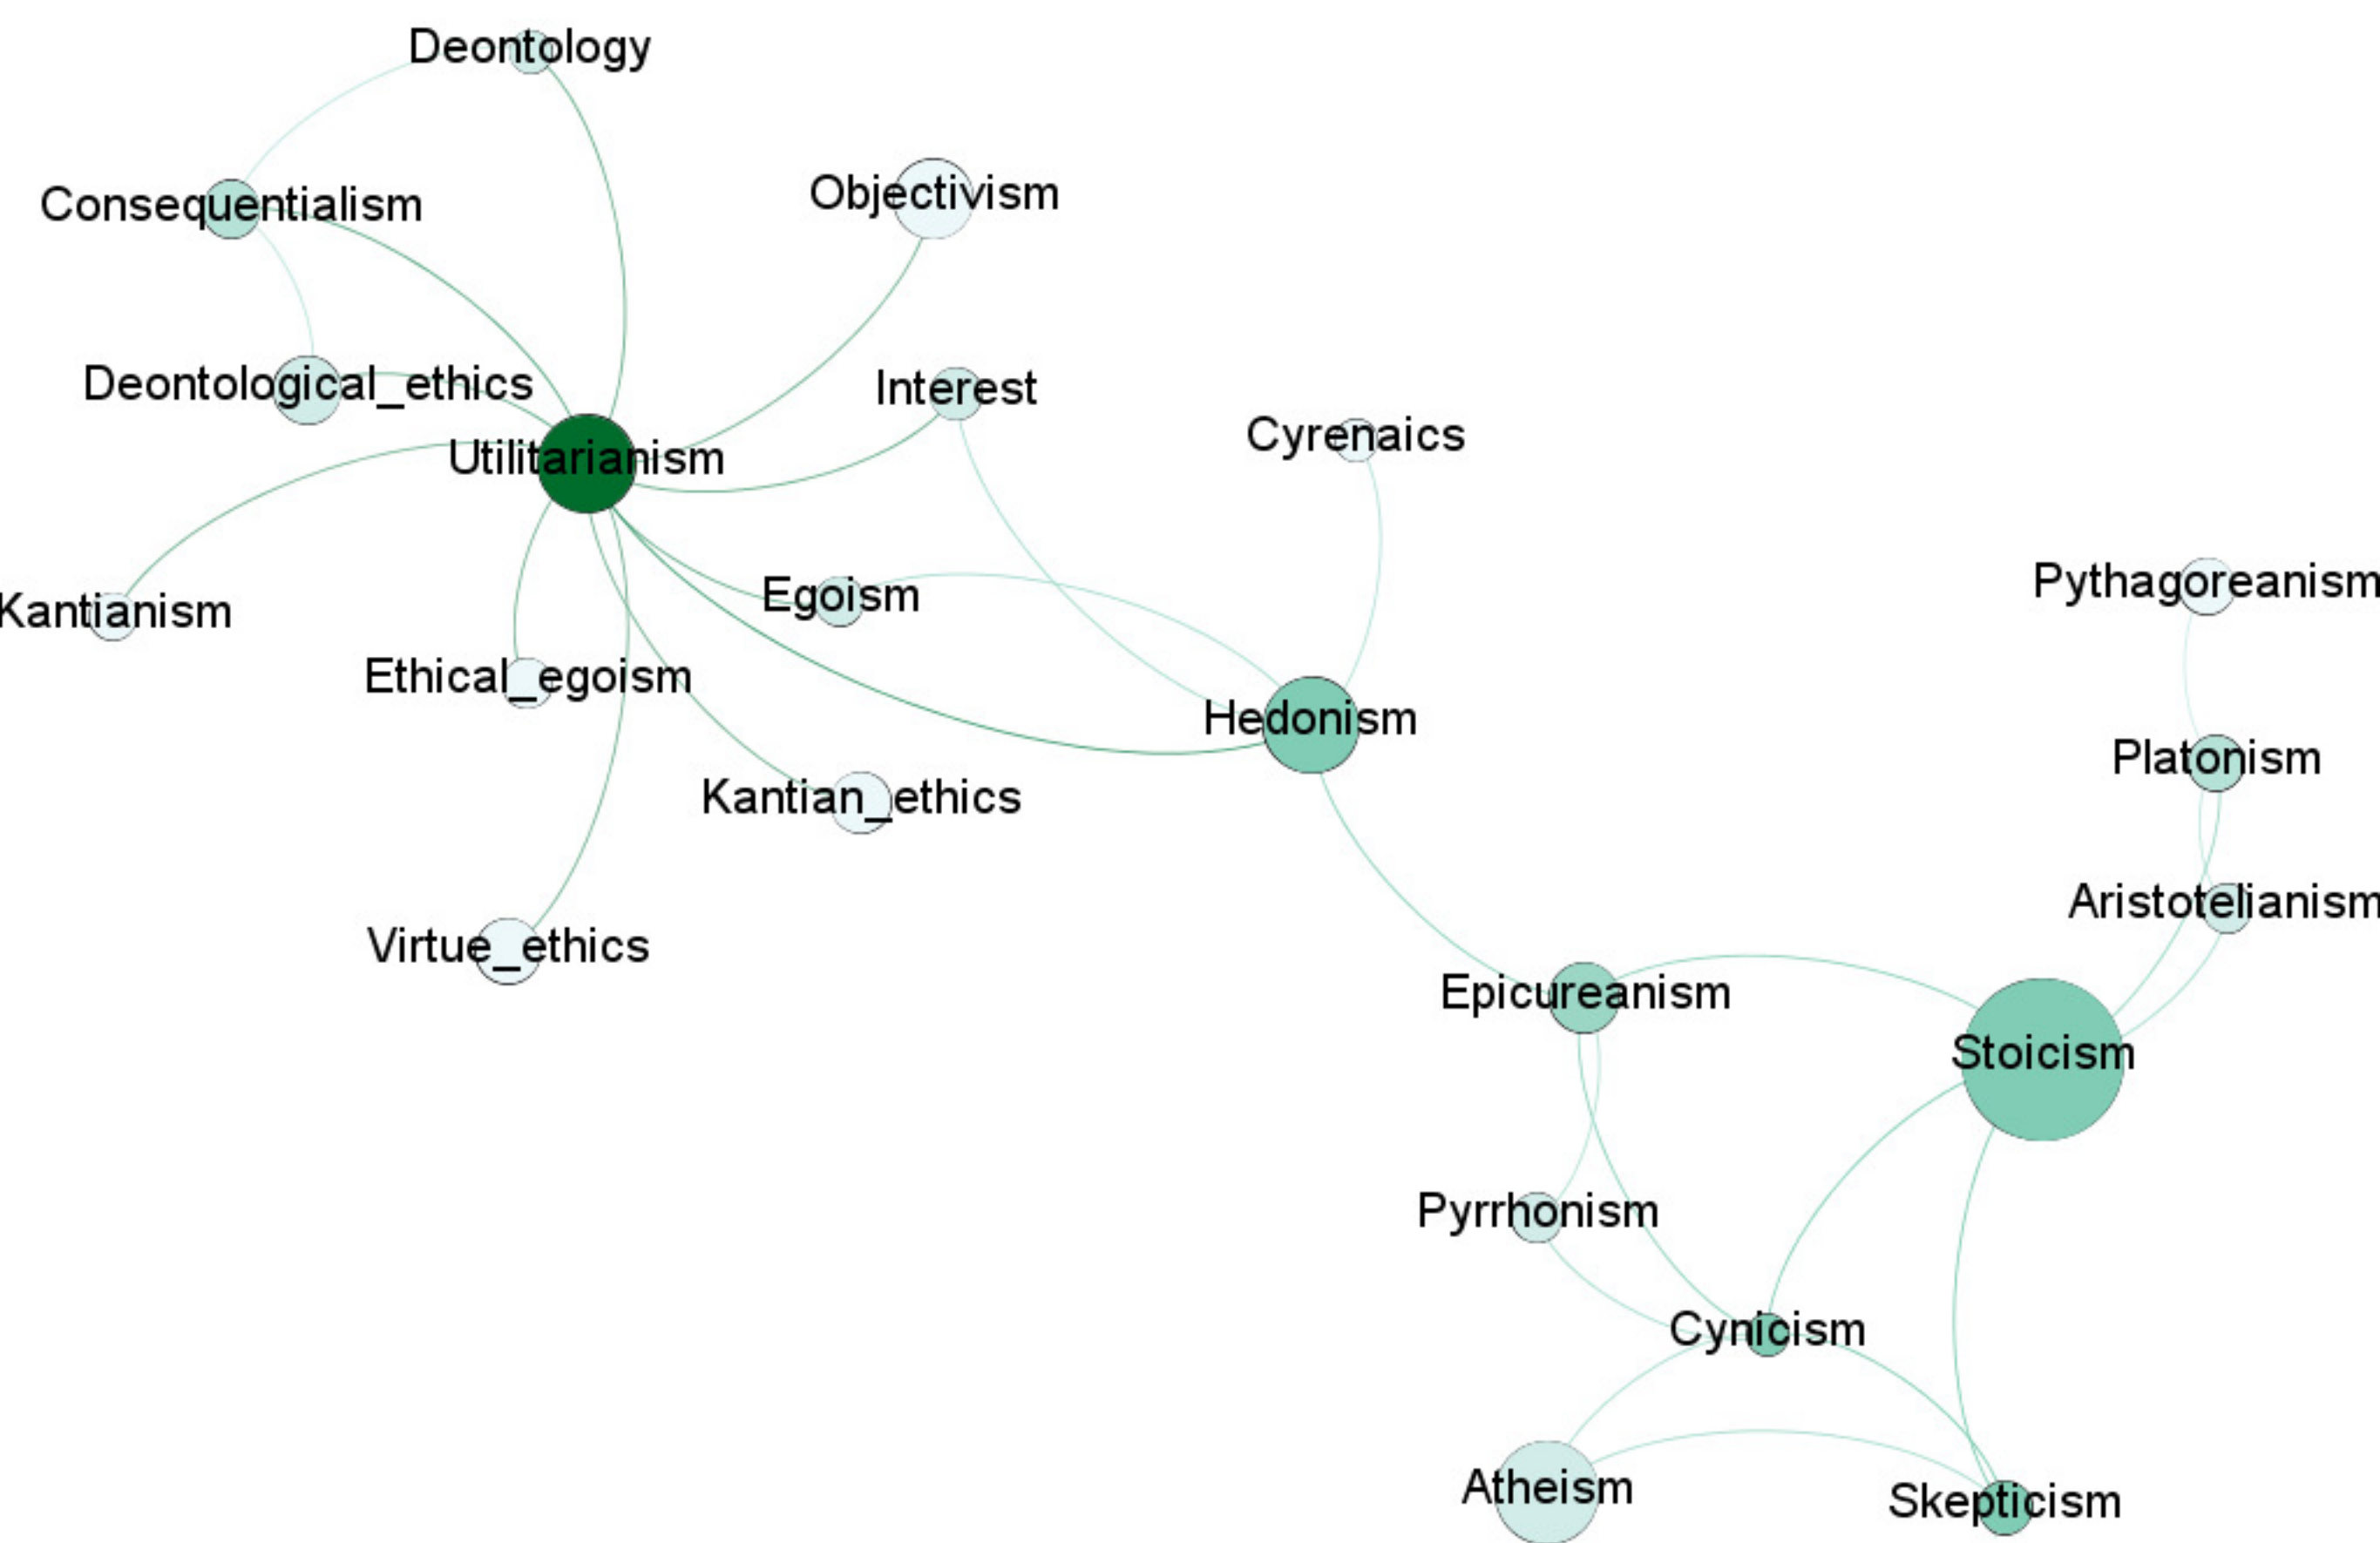 Deontology
Objectivism
Consequentialism
Deontological_ethics
Interest
Cyrenaics
Utilitarianism
Pythagoreanism
Egoism
Kantianism
Ethical_egoism
Hedonism
Platonism
Kantian_ethics
Aristotelianism
Virtue_ethics
Epicureanism
Stoicism
Pyrrhonism
Cynicism
Atheism
Skepticism